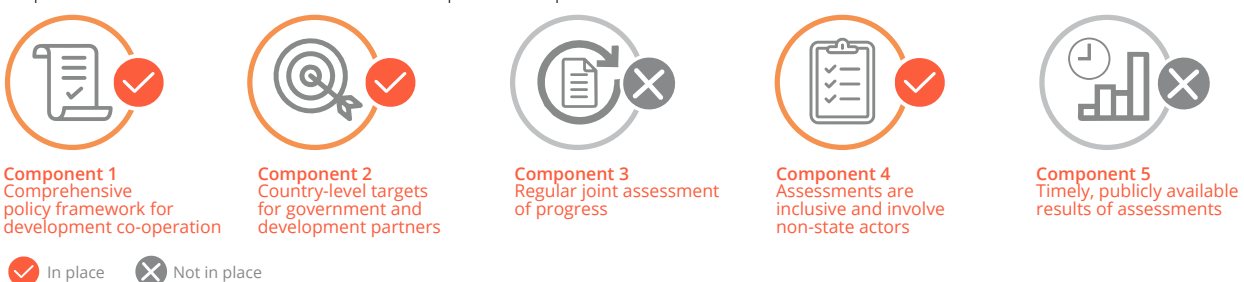 Component 1
Comprehensive
policy framework for
development co-operation
Component 2
Country-level targets
for government and
development partners
Component 3
Regular joint assessment
of progress
Component 4
Assessments are
inclusive and involve
non-state actors
Component 5
Timely, publicly available
results of assessments
In place
Not in place